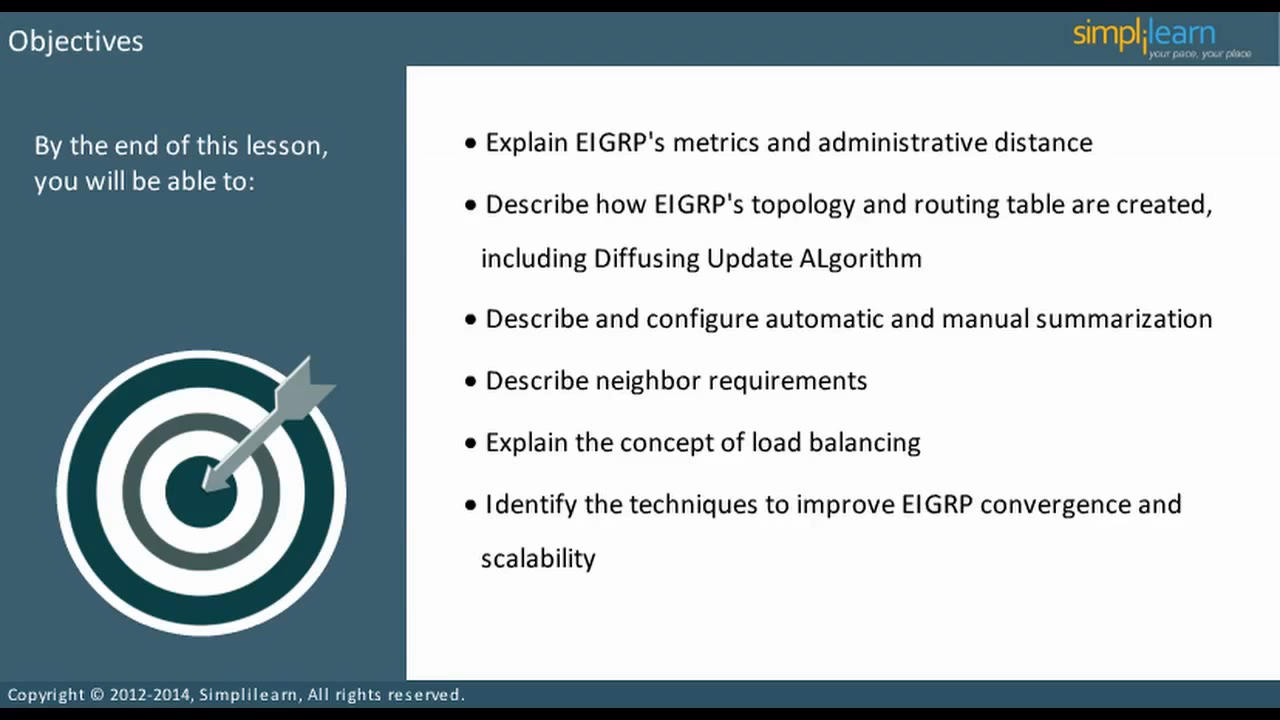 Objectives
simplilearn
your pace, your place
By the end of this lesson,
you will be able to:
• Explain EIGRP's metrics and administrative distance
• Describe how EIGRP's topology and routing table are created,
including Diffusing Update ALgorithm
• Describe and configure automatic and manual summarization
• Describe neighbor requirements
• Explain the concept of load balancing
• Identify the techniques to improve EIGRP convergence and
scalability
Copyright © 2012-2014, Simplilearn, All rights reserved.